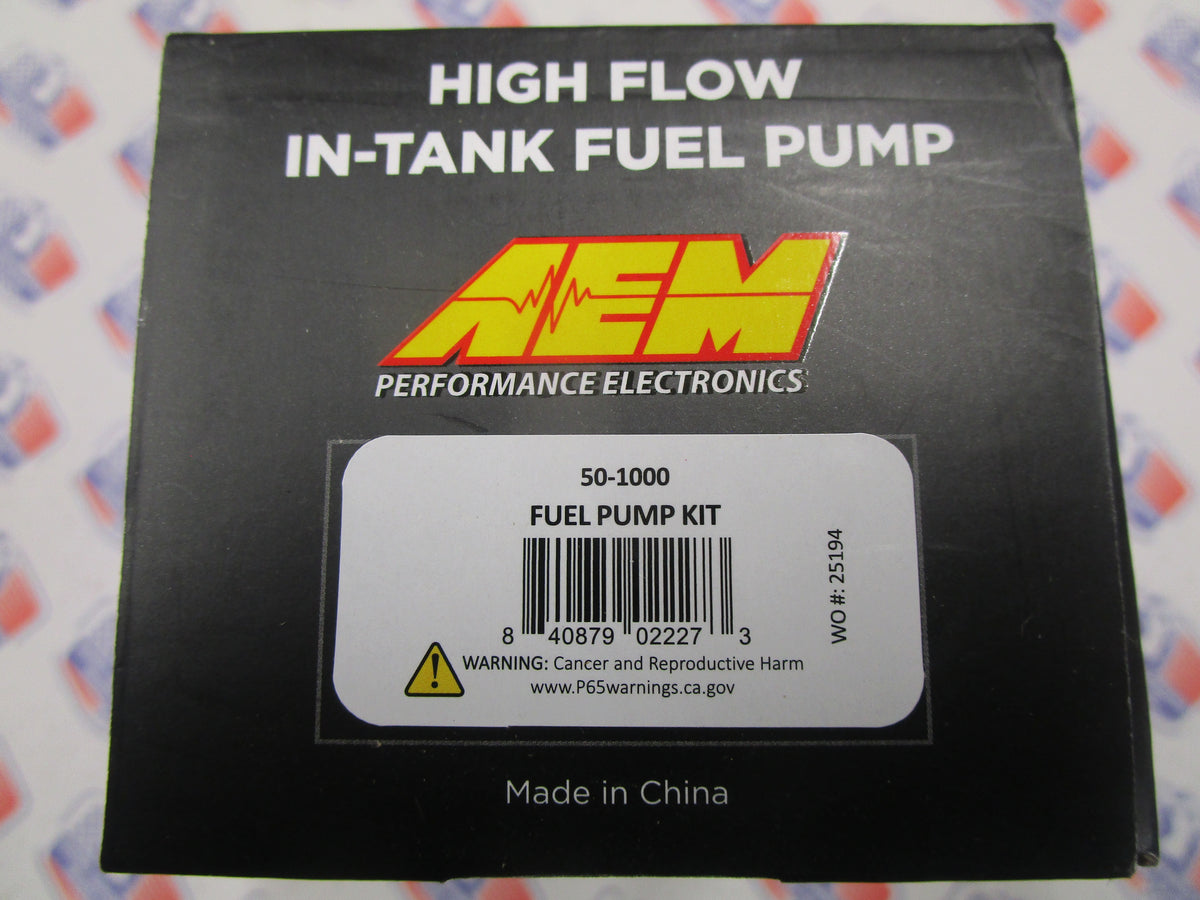 HIGH FLOW
IN-TANK FUEL PUMP
AEM
PERFORMANCE ELECTRONICS
50-1000
FUEL PUMP KIT
8 40879 02227 3
WO #: 25194
WARNING: Cancer and Reproductive Harm
www.P65warnings.ca.gov
Made in China